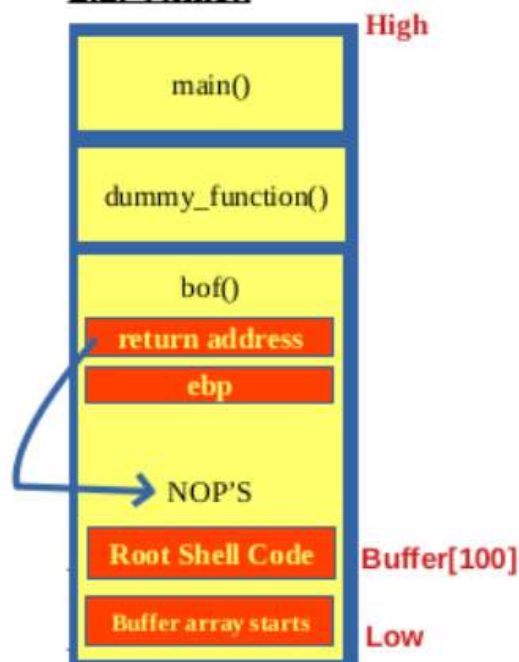 High
main()
dummy_function()
bof()
return address
ebp
NOP'S
Root Shell Code
Buffer[100]
Buffer array starts
Low